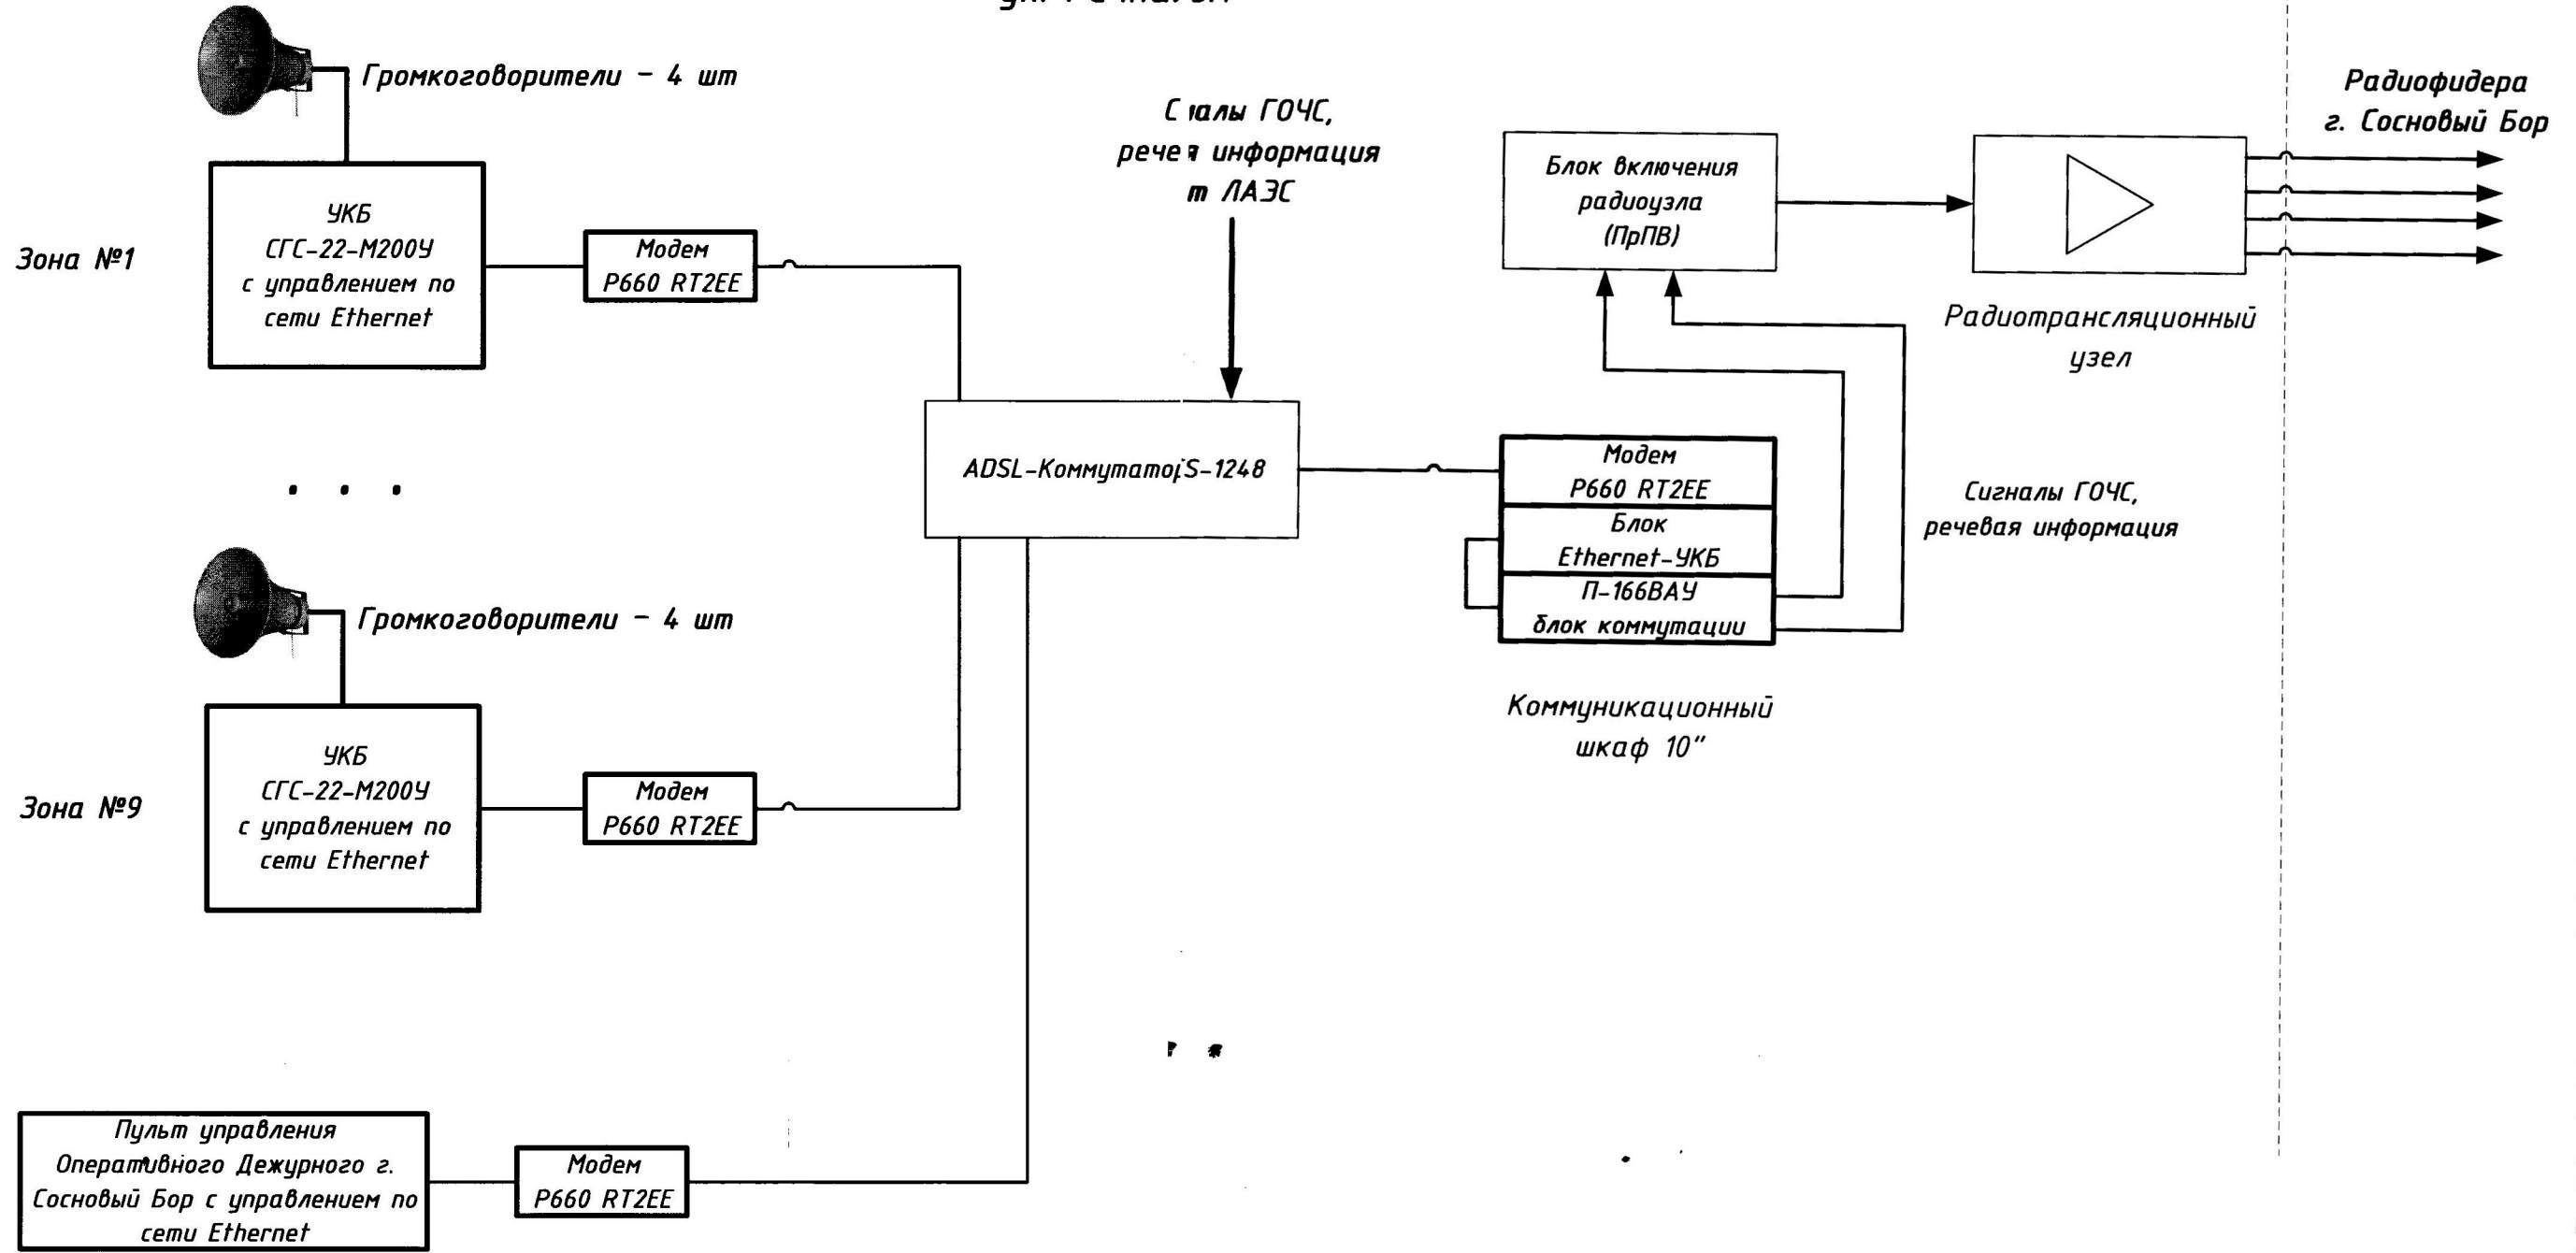 Громкоговорители - 4 шт
Зона №1
УКБ
СГС-22-М200У
с управлением по
сети Ethernet
Модем
P660 RT2EE
ГОЧС,
информация
ЛАЭС
Блок включения
радиоузла
(ПрПВ)
Радиотрансляционный
узел
Радиофидера
г. Сосновый Бор
ADSL-Коммутатор S-1248
Модем
P660 RT2EE
Блок
Ethernet-УКБ
П-166ВАУ
блок коммутации
Сигналы ГОЧС,
речевая информация
Коммуникационный
шкаф 10"
. . .
Громкоговорители - 4 шт
Зона №9
УКБ
СГС-22-М200У
с управлением по
сети Ethernet
Модем
P660 RT2EE
Пульт управления
Оперативного Дежурного г.
Сосновый Бор с управлением по
сети Ethernet
Модем
P660 RT2EE